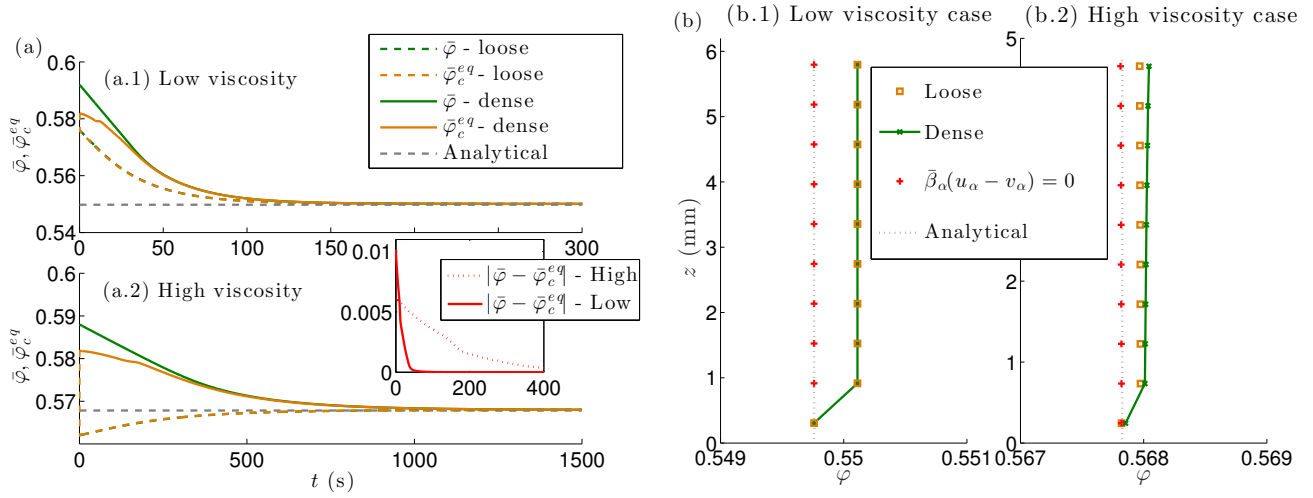 (a)
(a.1) Low viscosity
φ̄ - loose
φ̄_c^{eq} - loose
φ̄ - dense
φ̄_c^{eq} - dense
Analytical
φ̄, φ̄_c^{eq}
0.6
0.58
0.56
0.54
0 50 100 150 200 250 300
(a.2) High viscosity
φ̄, φ̄_c^{eq}
0.6
0.59
0.58
0.57
0 500 1000 1500
t (s)
|φ̄ − φ̄_c^{eq}| - High
|φ̄ − φ̄_c^{eq}| - Low
0.01
0.005
0
0 200 400
(b)
(b.1) Low viscosity case
z (mm)
6
5
4
3
2
1
0
0.549 0.55 0.551
φ
(b.2) High viscosity case
5
4
3
2
1
0
0.567 0.568 0.569
φ
Loose
Dense
β̄_α(u_α − v_α) = 0
Analytical